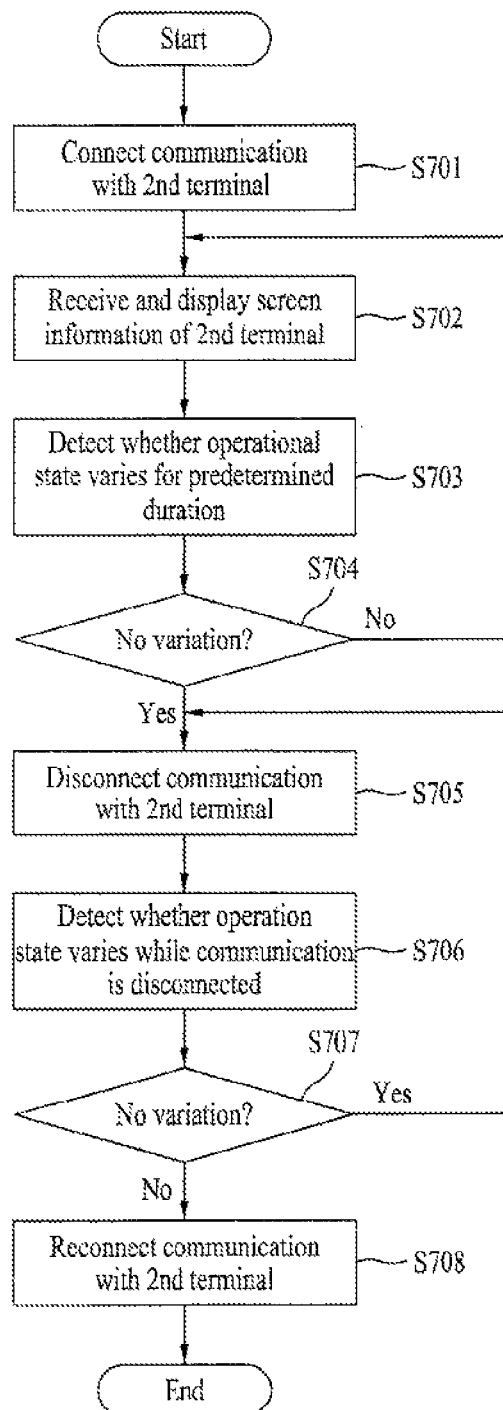 Start
Connect communication
with 2nd terminal
S701
Receive and display screen
information of 2nd terminal
S702
Detect whether operational
state varies for predetermined
duration
S703
S704
No variation?
No
Yes
Disconnect communication
with 2nd terminal
S705
Detect whether operation
state varies while communication
is disconnected
S706
S707
No variation?
Yes
No
Reconnect communication
with 2nd terminal
S708
End